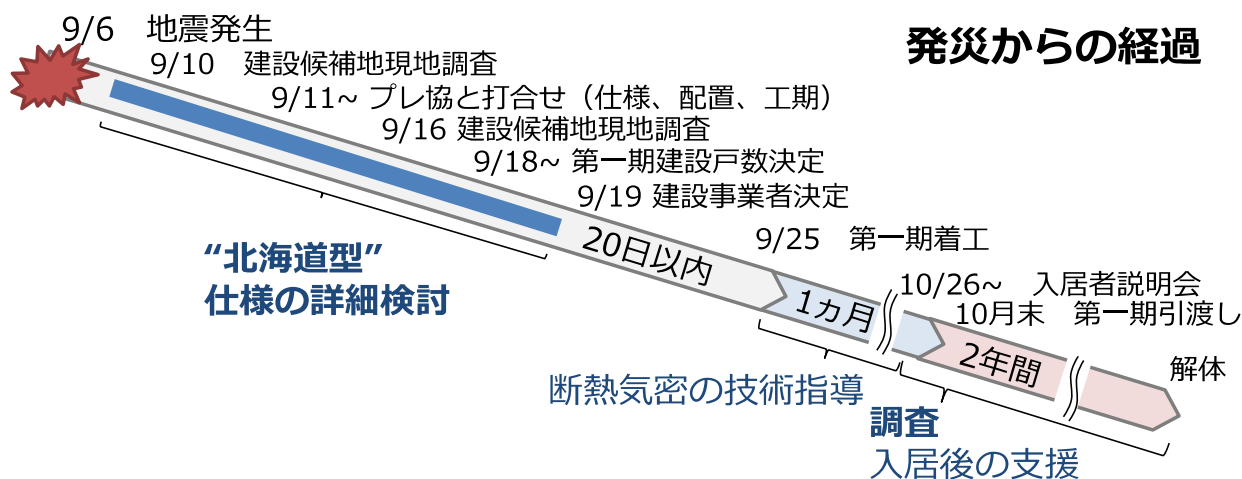 発災からの経過
9/6　地震発生
9/10　建設候補地現地調査
9/11~ プレ協と打合せ（仕様、配置、工期）
9/16 建設候補地現地調査
9/18~ 第一期建設戸数決定
9/19 建設事業者決定
20日以内
9/25　第一期着工
“北海道型”
仕様の詳細検討
10/26~　入居者説明会
1カ月
10月末　第一期引渡し
2年間
解体
断熱気密の技術指導
調査
入居後の支援